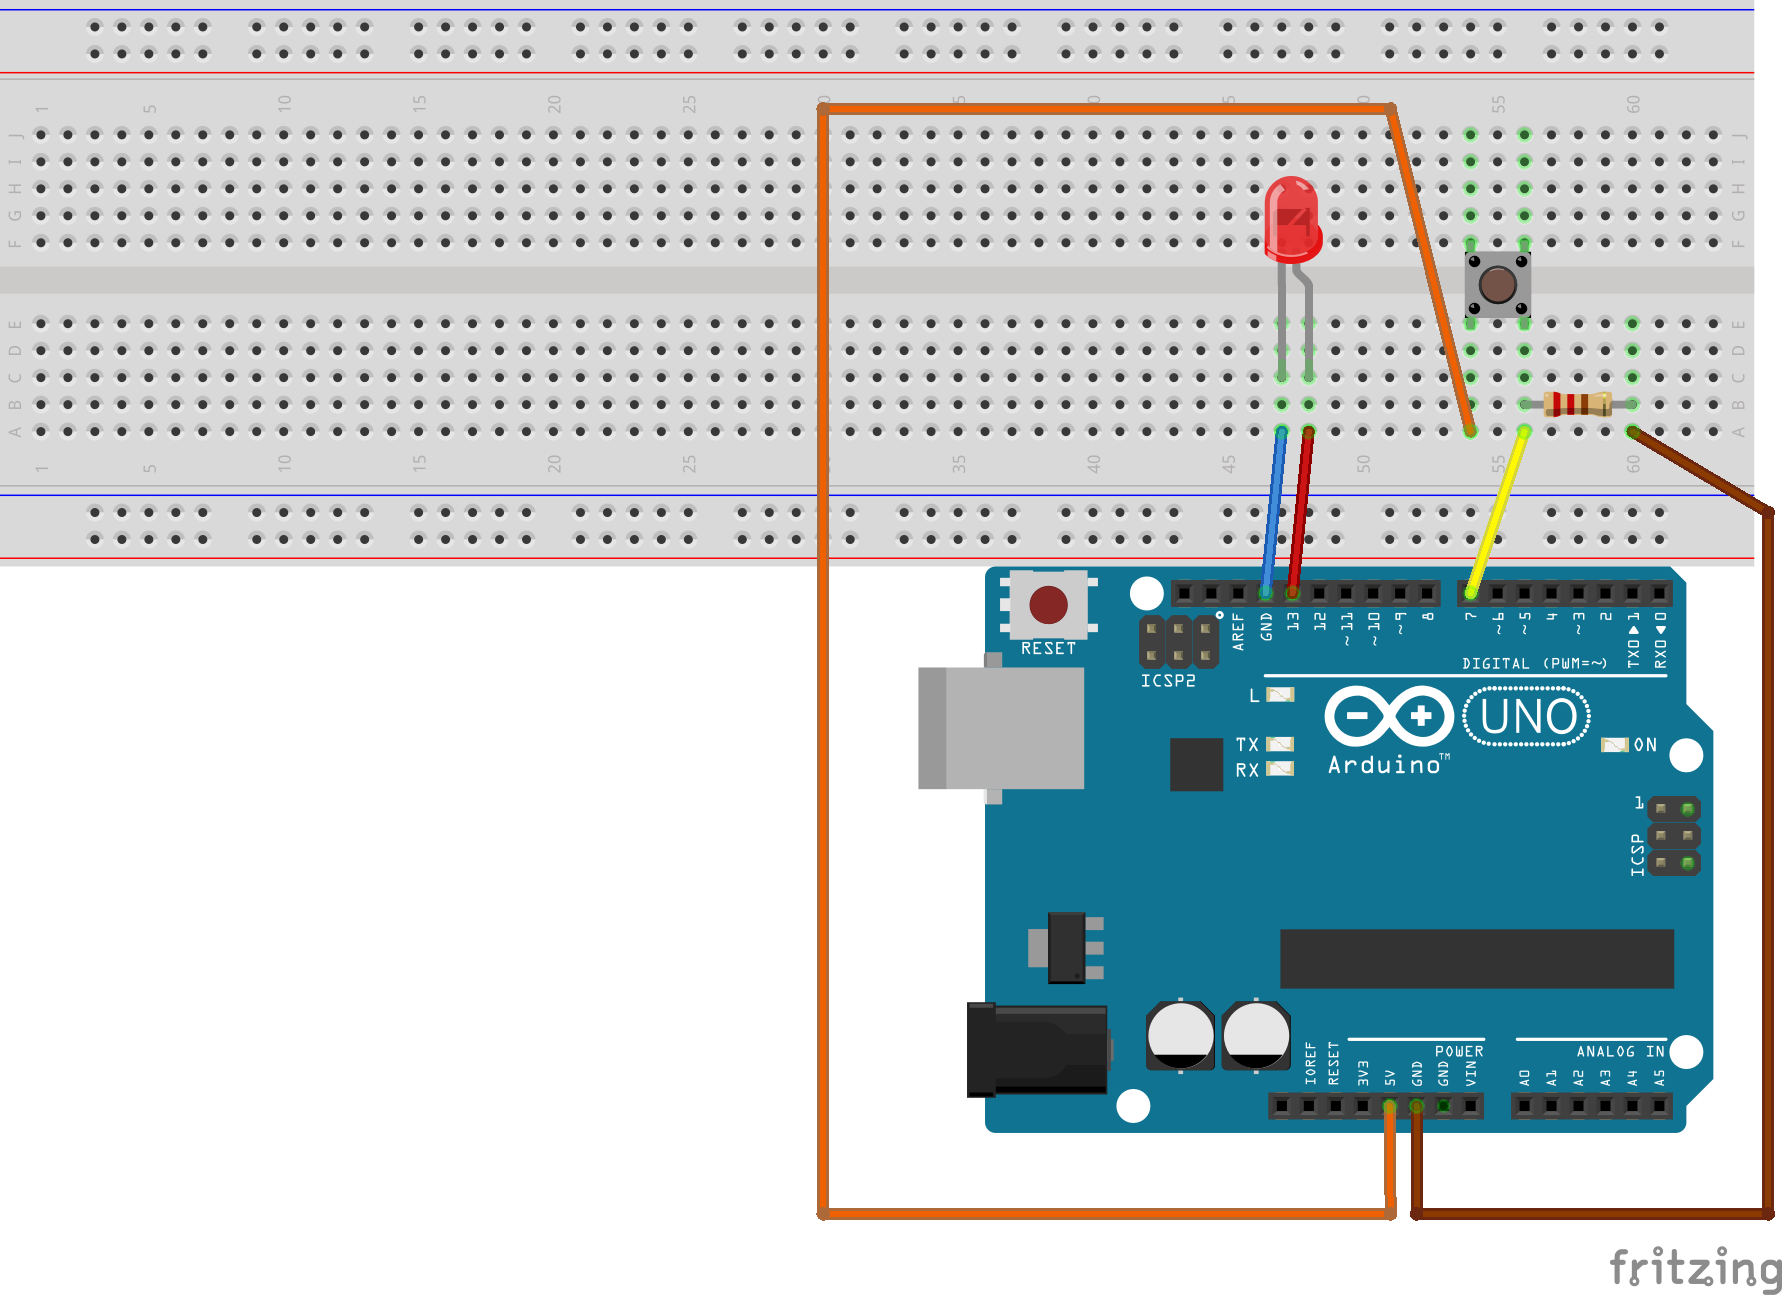 1 5 10 15 20 25 5 40 5 50 55 60
J J
I I
H H
G G
F F
E E
D D
C C
B B
A A
1 5 10 15 20 25 35 40 45 50 55 60
RESET
AREF GND 13 12 ~11 ~10 ~9 8 7 ~6 ~5 4 ~3 2 TX0▶1 RX0◀0
DIGITAL (PWM=~)
ICSP2
L
UNO
TX
RX
ON
Arduino™
1
ICSP
POWER
ANALOG IN
IOREF RESET 3V3 5V GND GND VIN A0 A1 A2 A3 A4 A5
fritzing